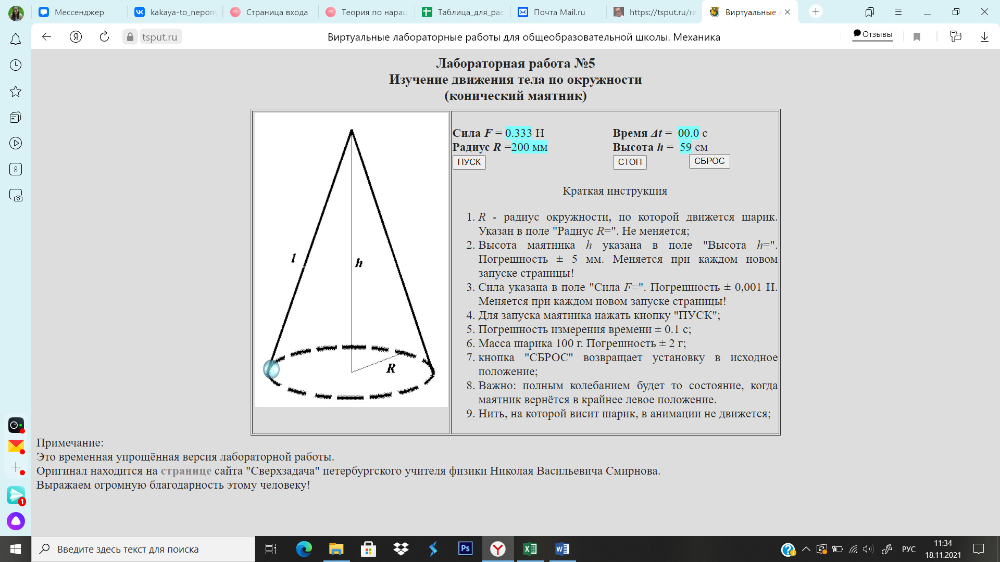 Мессенджер
kakaya-to_nepony
Страница входа
Теория по наращ
Таблица_для_рас
Почта Mail.ru
https://tsput.ru/re
Виртуальные л
Я
tsput.ru
Виртуальные лабораторные работы для общеобразовательной школы. Механика
Отзывы
8
Лабораторная работа №5
Изучение движения тела по окружности
(конический маятник)
l
h
R
Сила F = 0.333 Н
Время Δt = 00.0 с
Радиус R =200 мм
Высота h = 59 см
ПУСК
СТОП
СБРОС
Краткая инструкция
1. R - радиус окружности, по которой движется шарик.
Указан в поле "Радиус R=". Не меняется;
2. Высота маятника h указана в поле "Высота h=".
Погрешность ± 5 мм. Меняется при каждом новом
запуске страницы!
3. Сила указана в поле "Сила F=". Погрешность ± 0,001 Н.
Меняется при каждом новом запуске страницы!
4. Для запуска маятника нажать кнопку "ПУСК";
5. Погрешность измерения времени ± 0.1 с;
6. Масса шарика 100 г. Погрешность ± 2 г;
7. кнопка "СБРОС" возвращает установку в исходное
положение;
8. Важно: полным колебанием будет то состояние, когда
маятник вернётся в крайнее левое положение.
9. Нить, на которой висит шарик, в анимации не движется;
Примечание:
Это временная упрощённая версия лабораторной работы.
Оригинал находится на странице сайта "Сверхзадача" петербургского учителя физики Николая Васильевича Смирнова.
Выражаем огромную благодарность этому человеку!
1
Введите здесь текст для поиска
Ps
РУС
11:34
18.11.2021